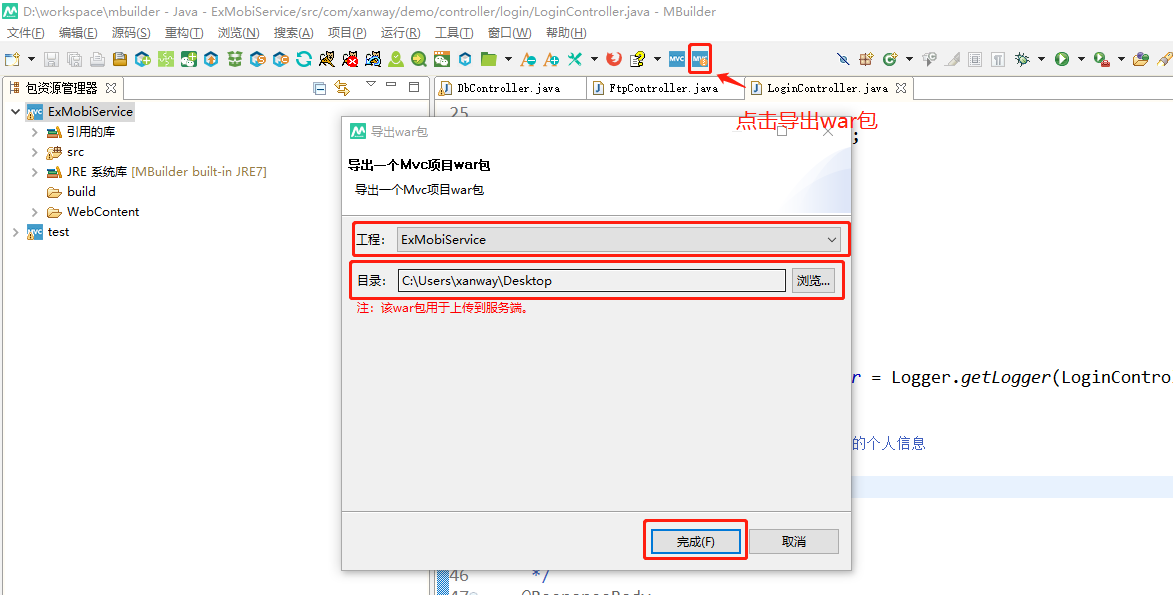 D:\workspace\mbuilder - Java - ExMobiService/src/com/xanway/demo/controller/login/LoginController.java - MBuilder
文件(F) 编辑(E) 源码(S) 重构(T) 浏览(N) 搜索(A) 项目(P) 运行(R) 工具(T) 窗口(W) 帮助(H)
MVC
包资源管理器
DbController.java FtpController.java LoginController.java
点击导出war包
25
;
ExMobiService
引用的库
src
JRE 系统库 [MBuilder built-in JRE7]
build
WebContent
test
导出war包
导出一个Mvc项目war包
导出一个Mvc项目war包
工程: ExMobiService
目录: C:\Users\xanway\Desktop 浏览...
注：该war包用于上传到服务端。
r = Logger.getLogger(LoginContro
的个人信息
完成(F) 取消
46 */